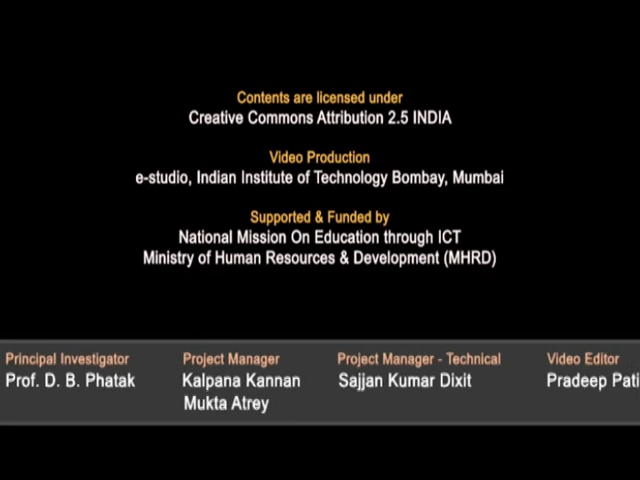 Contents are licensed under
Creative Commons Attribution 2.5 INDIA
Video Production
e-studio, Indian Institute of Technology Bombay, Mumbai
Supported & Funded by
National Mission On Education through ICT
Ministry of Human Resources & Development (MHRD)
Principal Investigator Project Manager Project Manager - Technical Video Editor
Prof. D. B. Phatak Kalpana Kannan Sajjan Kumar Dixit Pradeep Pati
Mukta Atrey